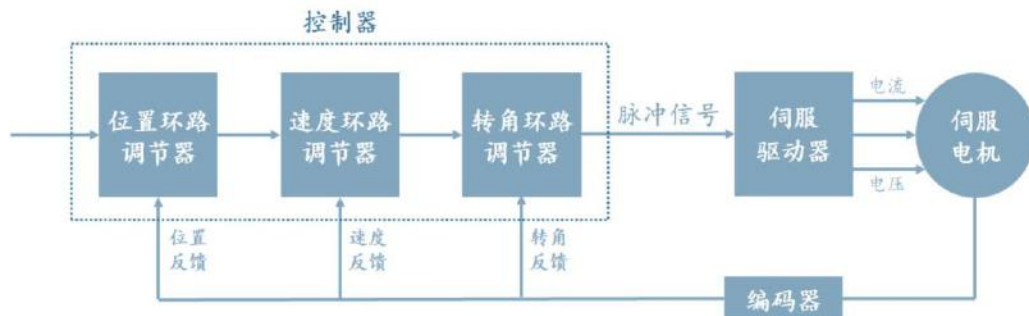 控制器
位置环路
调节器
速度环路
调节器
转角环路
调节器
脉冲信号
伺服
驱动器
电流
电压
伺服
电机
位置
反馈
速度
反馈
转角
反馈
编码器